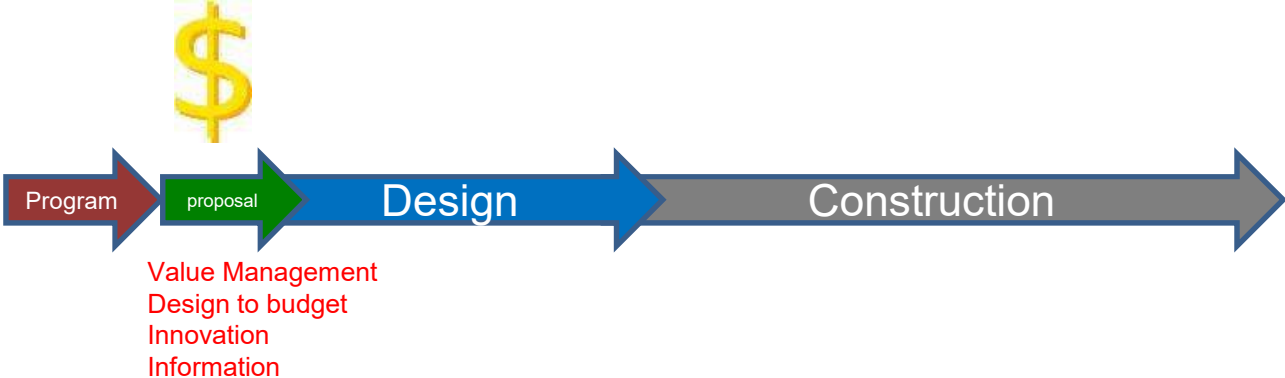 $
Program
proposal
Design
Construction
Value Management
Design to budget
Innovation
Information